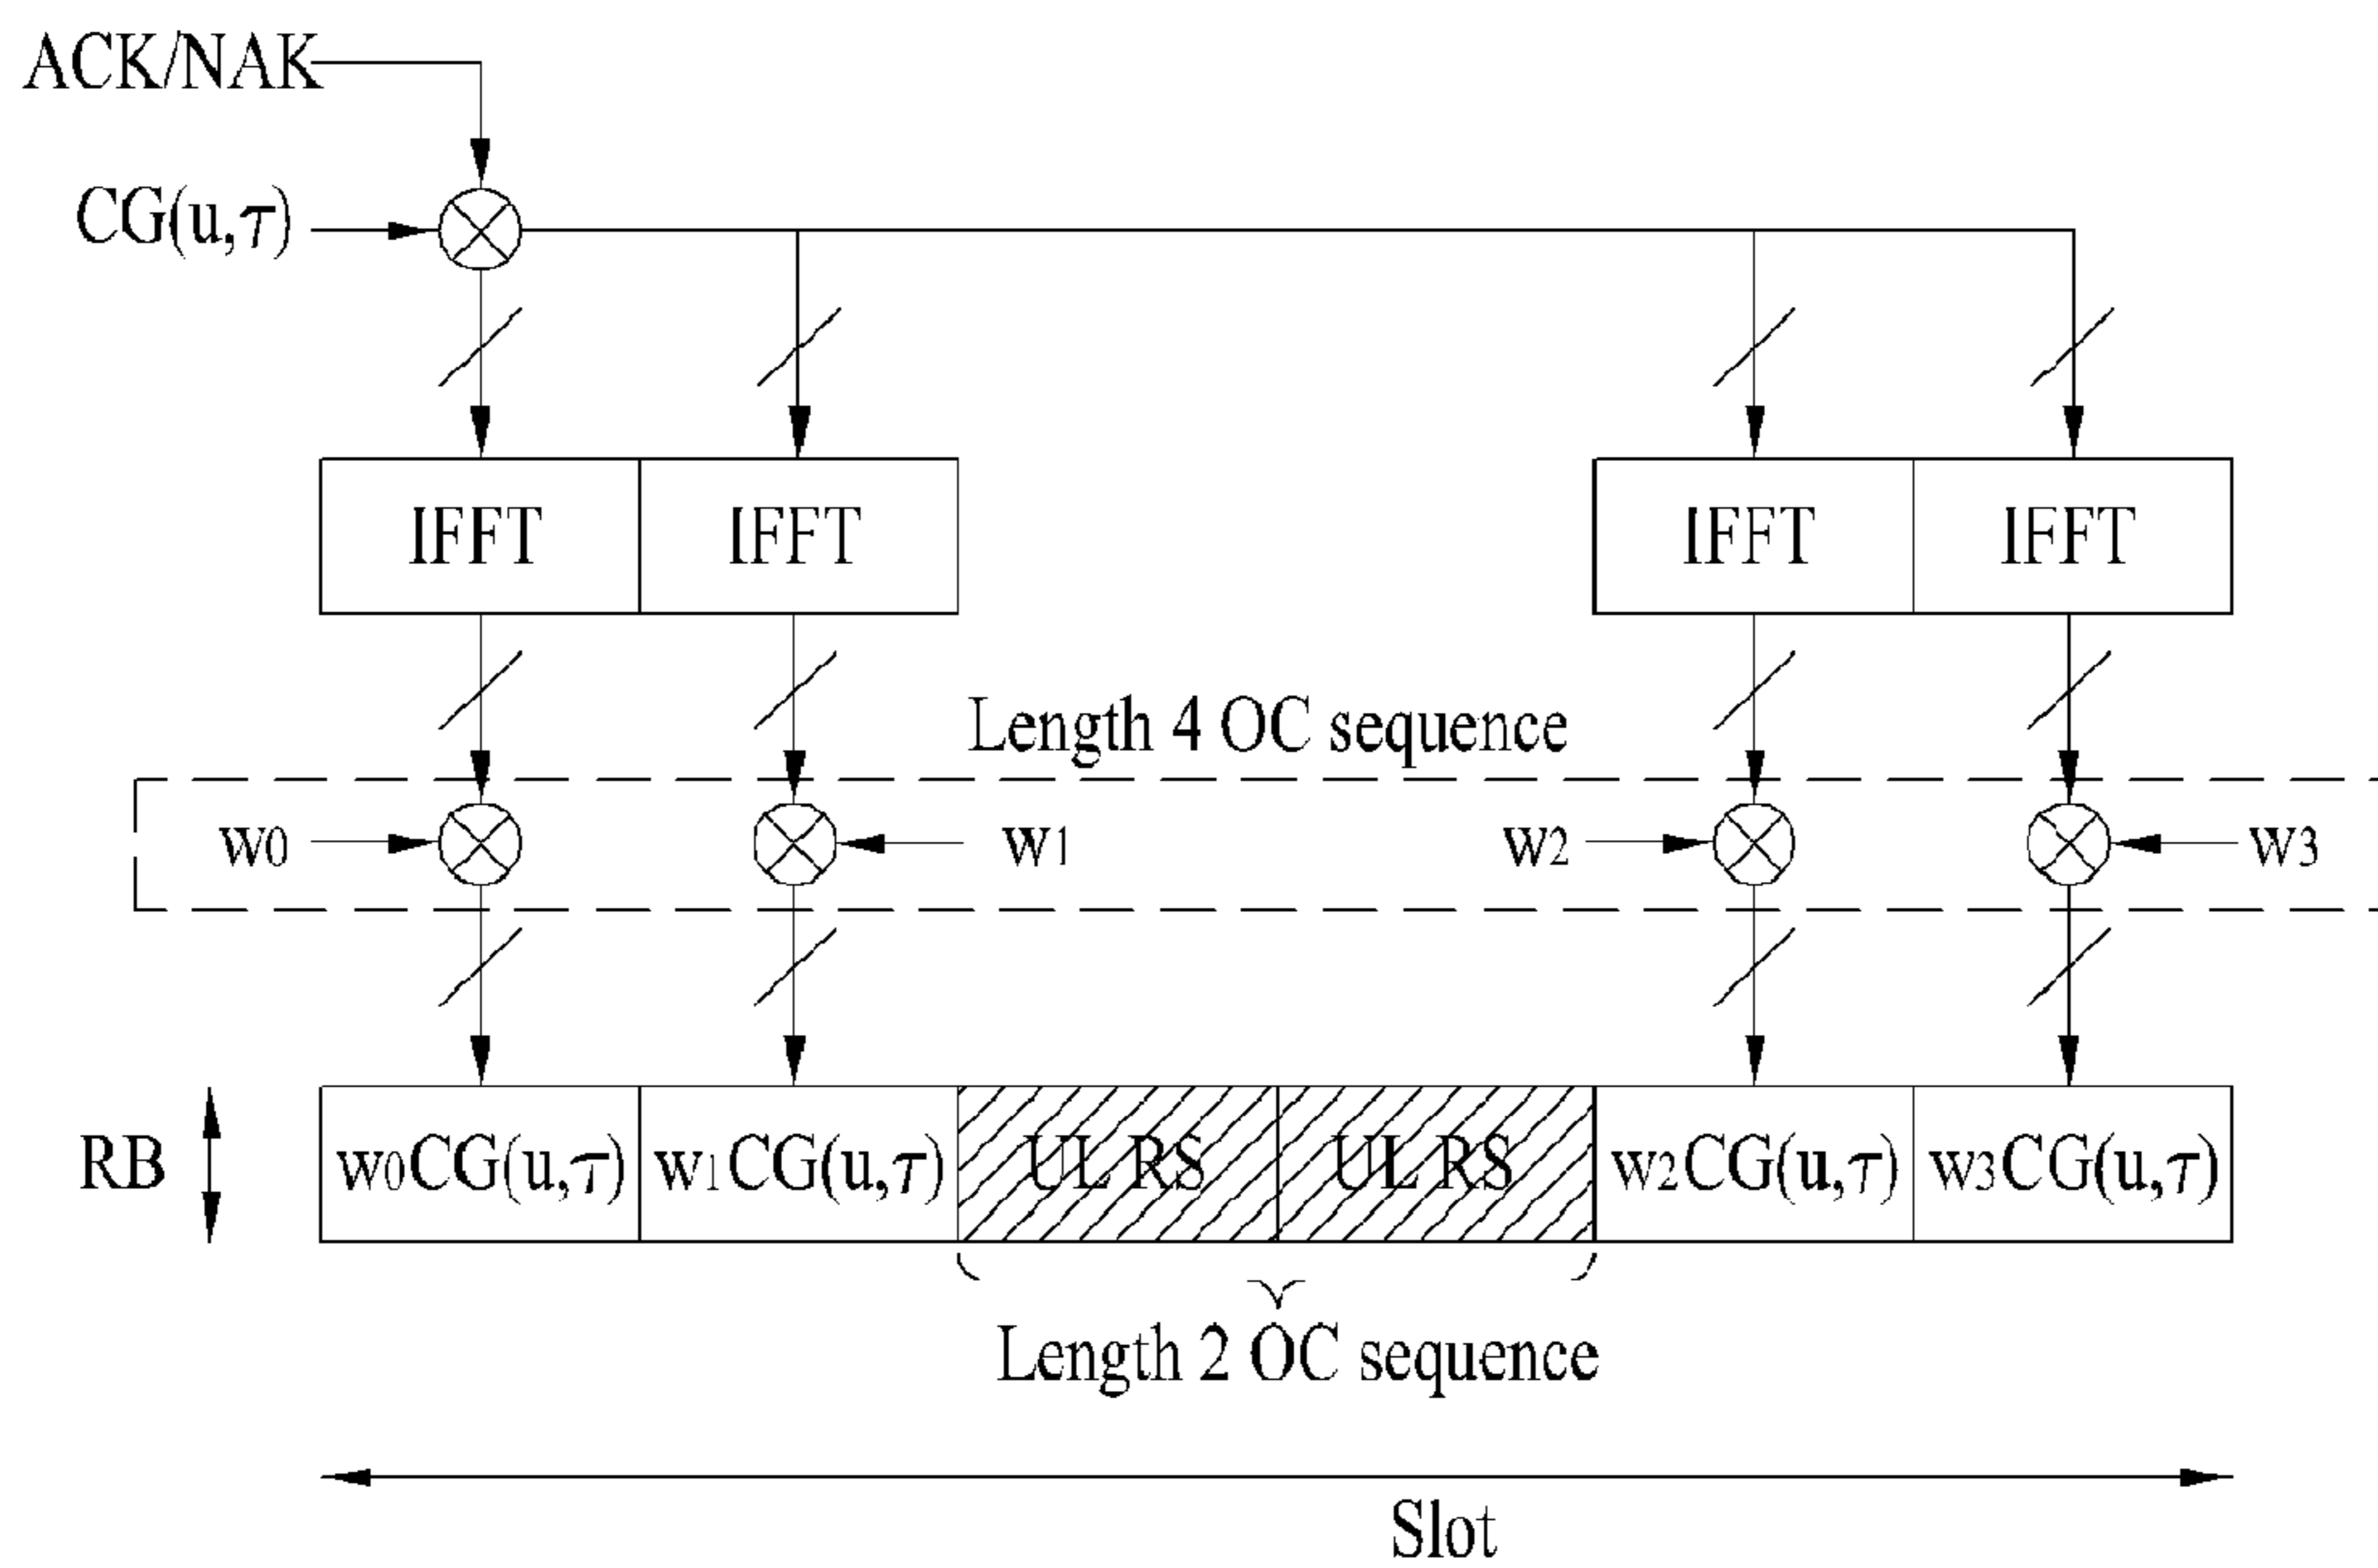 ACK/NAK
CG(u,τ)
IFFT IFFT IFFT IFFT
Length 4 OC sequence
w0 w1 w2 w3
RB w0CG(u,τ) w1CG(u,τ) UL RS UL RS w2CG(u,τ) w3CG(u,τ)
Length 2 OC sequence
Slot